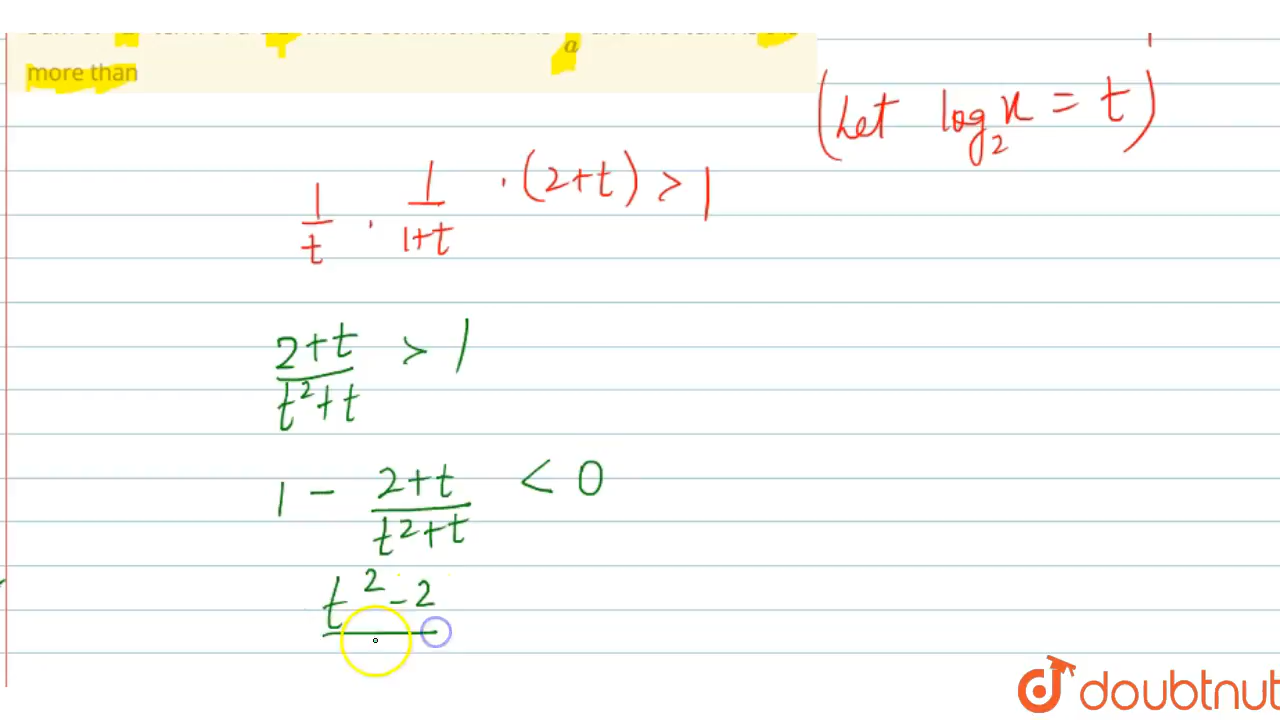 more than
(Let log₂x = t)
1/t · 1/(1+t) · (2+t) > 1
(2+t)/(t²+t) > 1
1 - (2+t)/(t²+t) < 0
t² - 2
doubtnut